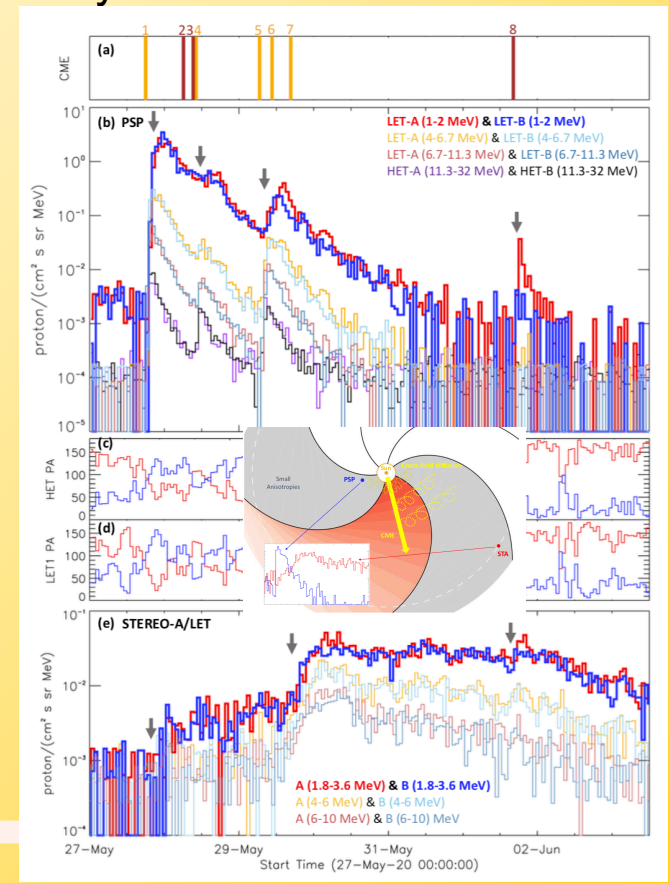 1 2 3 4 5 6 7 8
CME
(a)
(b) PSP
LET-A (1-2 MeV) & LET-B (1-2 MeV)
LET-A (4-6.7 MeV) & LET-B (4-6.7 MeV)
LET-A (6.7-11.3 MeV) & LET-B (6.7-11.3 MeV)
HET-A (11.3-32 MeV) & HET-B (11.3-32 MeV)
proton/(cm² s sr MeV)
10¹
10⁰
10⁻¹
10⁻²
10⁻³
10⁻⁴
10⁻⁵
(c)
HET PA
150
100
50
0
(d)
LET1 PA
150
100
50
0
Small
Anisotropies
PSP
Sun
CME
STA
(e) STEREO-A/LET
proton/(cm² s sr MeV)
10⁻¹
10⁻²
10⁻³
10⁻⁴
A (1.8-3.6 MeV) & B (1.8-3.6 MeV)
A (4-6 MeV) & B (4-6 MeV)
A (6-10 MeV) & B (6-10) MeV
27-May 29-May 31-May 02-Jun
Start Time (27-May-20 00:00:00)